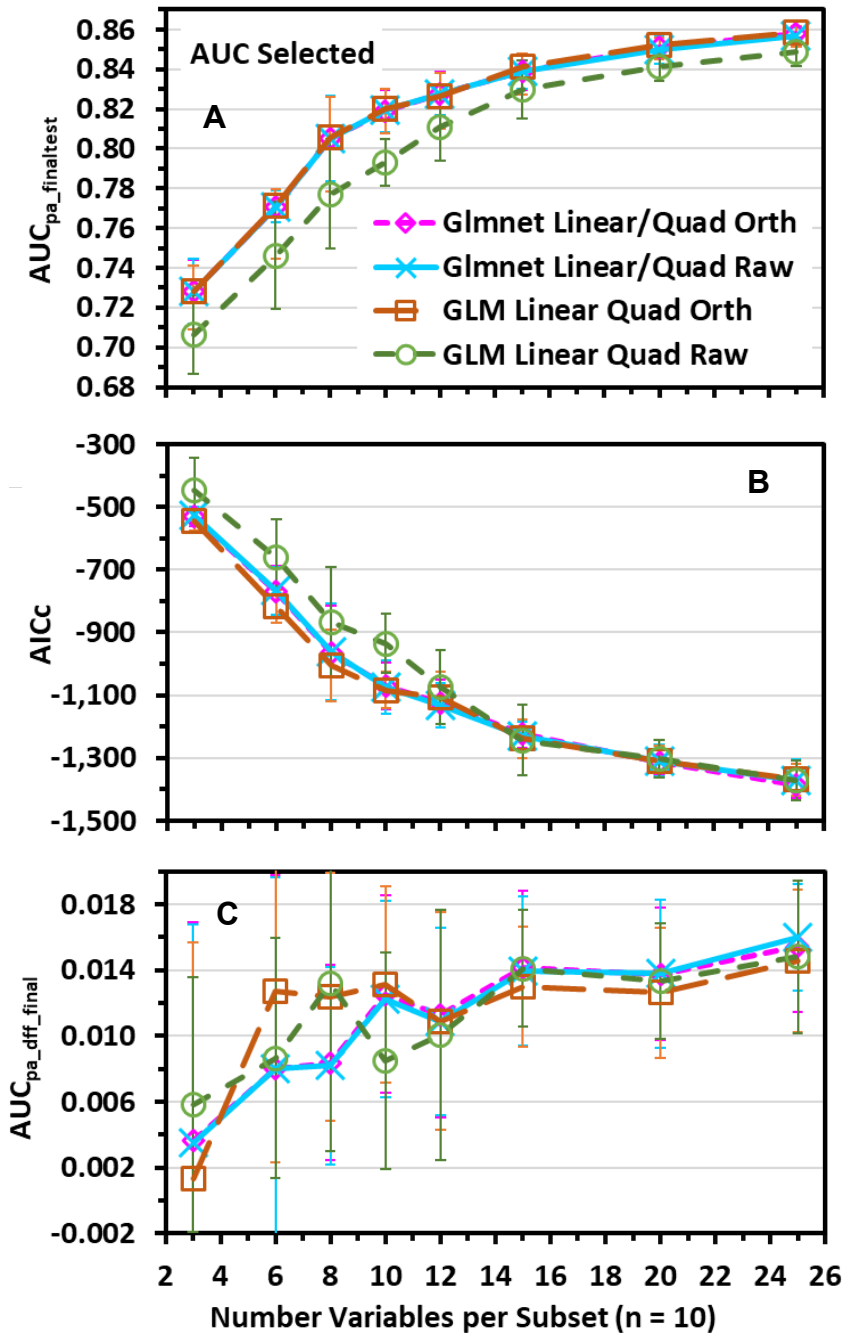 0.86
AUC Selected
0.84
A
0.82
0.80
0.78
0.76
0.74
0.72
0.70
0.68
AUCpa_finaltest
Glmnet Linear/Quad Orth
Glmnet Linear/Quad Raw
GLM Linear Quad Orth
GLM Linear Quad Raw
-300
B
-500
-700
-900
-1,100
-1,300
-1,500
AICc
0.018
C
0.014
0.010
0.006
0.002
-0.002
AUCpa_dff_final
2 4 6 8 10 12 14 16 18 20 22 24 26
Number Variables per Subset (n = 10)